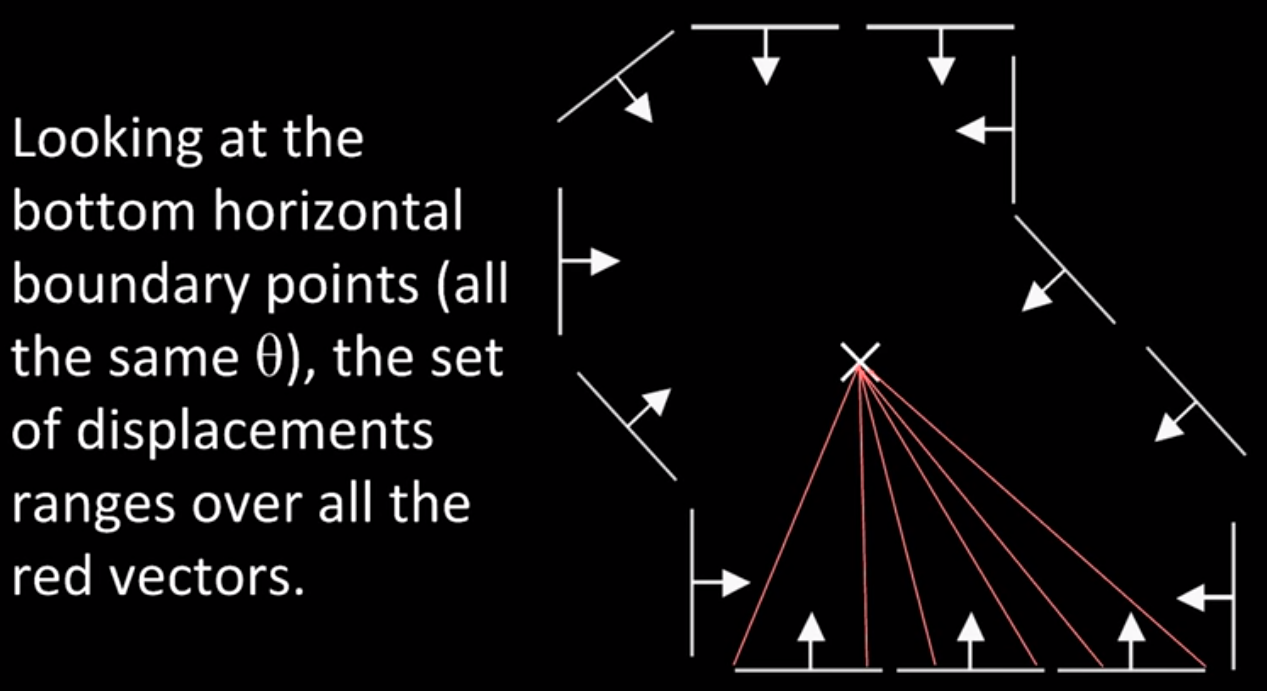 Looking at the
bottom horizontal
boundary points (all
the same θ), the set
of displacements
ranges over all the
red vectors.